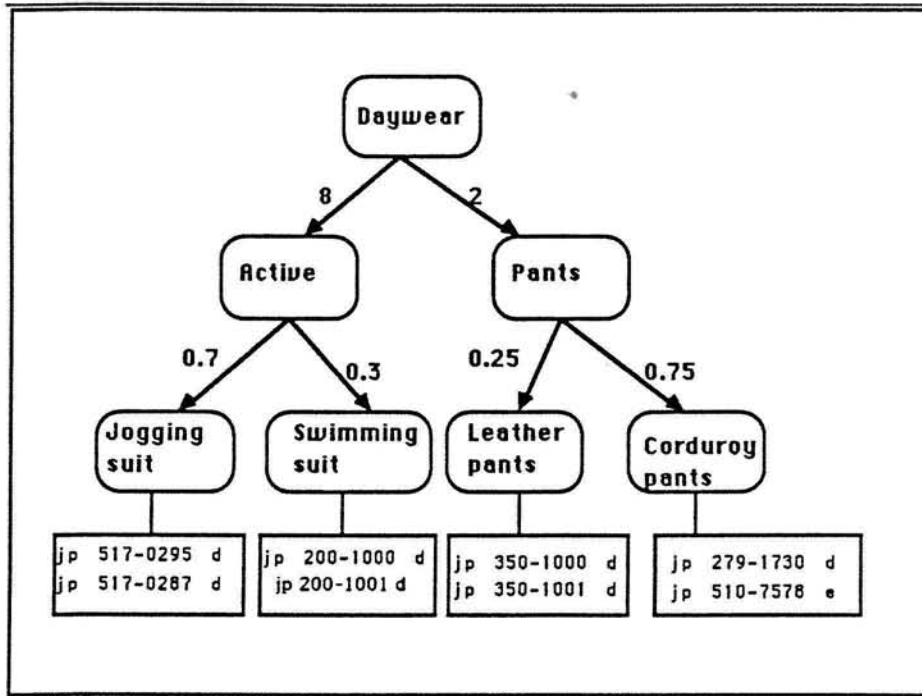 Daywear
8
2
Active
Pants
0.7
0.3
0.25
0.75
Jogging
suit
Swimming
suit
Leather
pants
Corduroy
pants
jp 517-0295 d
jp 517-0287 d
jp 200-1000 d
jp 200-1001 d
jp 350-1000 d
jp 350-1001 d
jp 279-1730 d
jp 510-7578 e